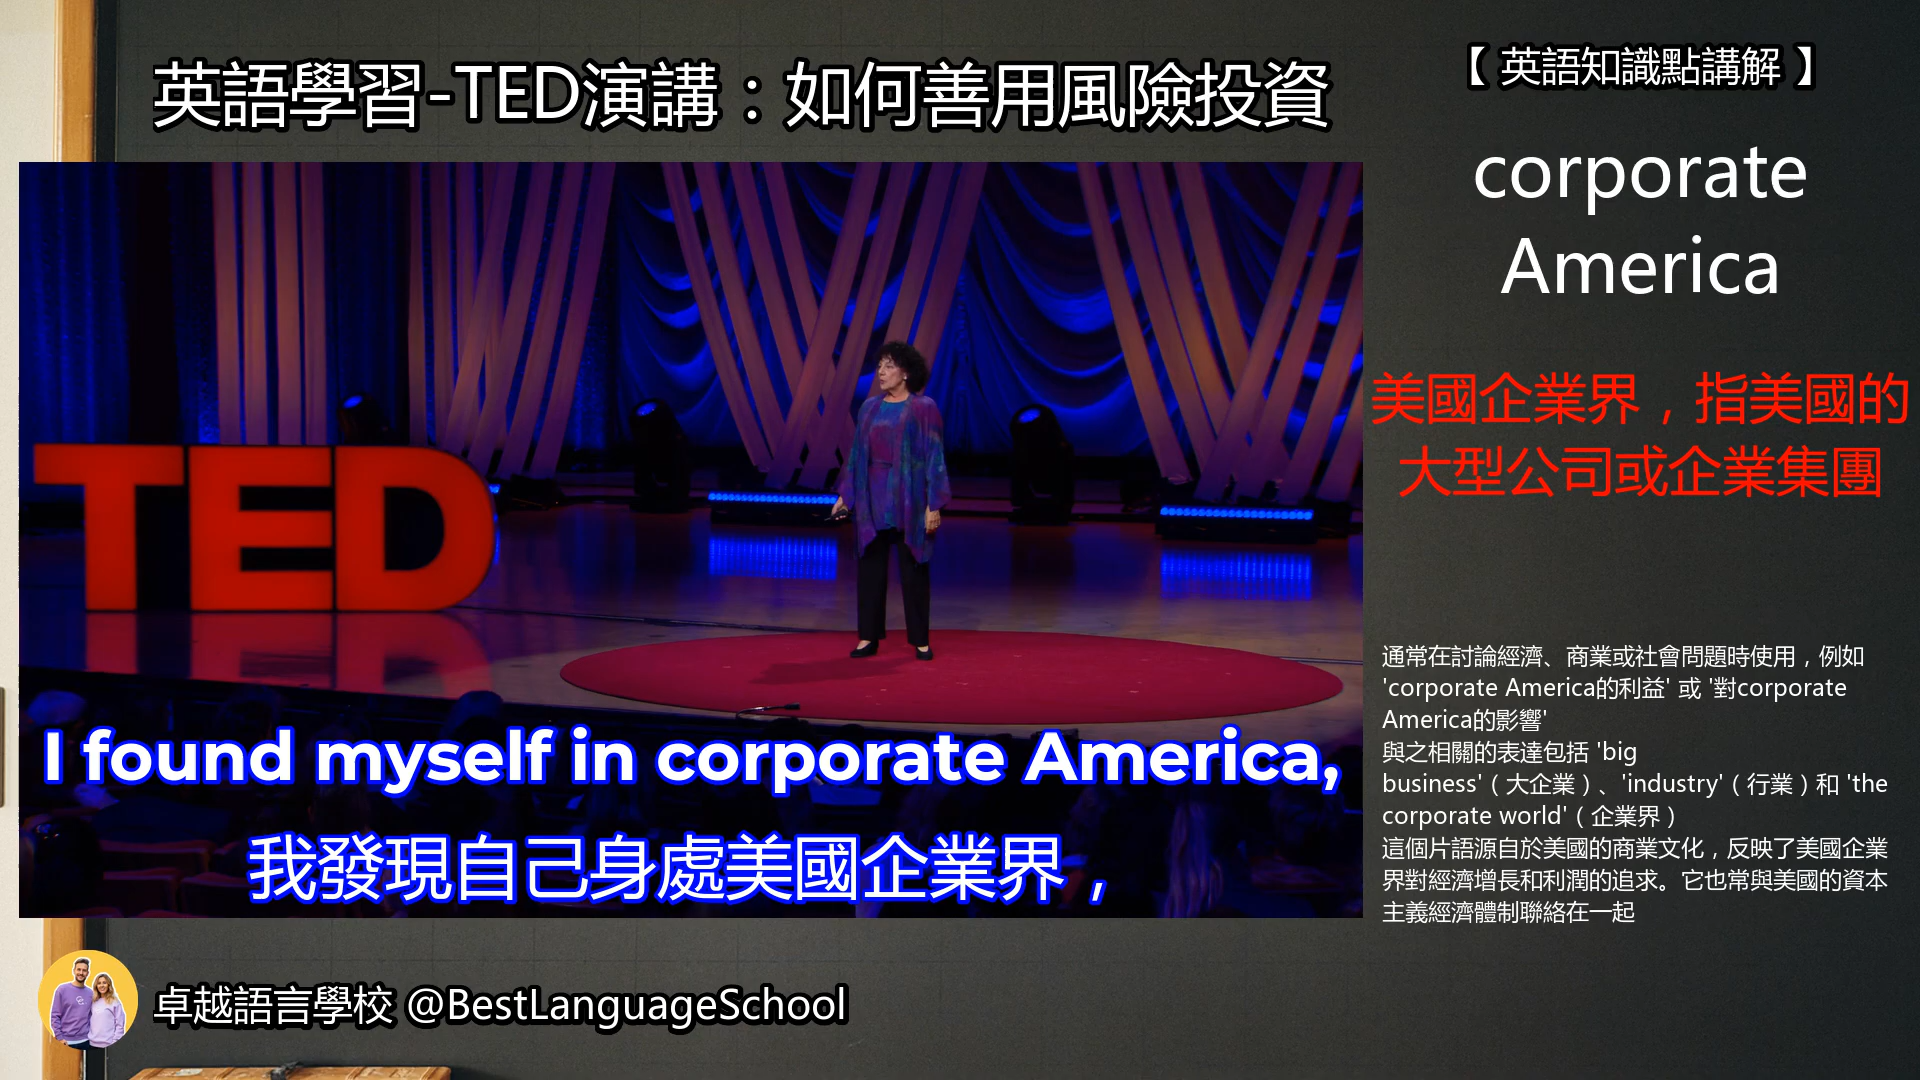 英語學習-TED演講：如何善用風險投資
TED
I found myself in corporate America,
我發現自己身處美國企業界，
【 英語知識點講解 】
corporate
America
美國企業界，指美國的
大型公司或企業集團
通常在討論經濟、商業或社會問題時使用，例如
'corporate America的利益' 或 '對corporate
America的影響'
與之相關的表達包括 'big
business'（大企業）、'industry'（行業）和 'the
corporate world'（企業界）
這個片語源自於美國的商業文化，反映了美國企業
界對經濟增長和利潤的追求。它也常與美國的資本
主義經濟體制聯絡在一起
卓越語言學校 @BestLanguageSchool